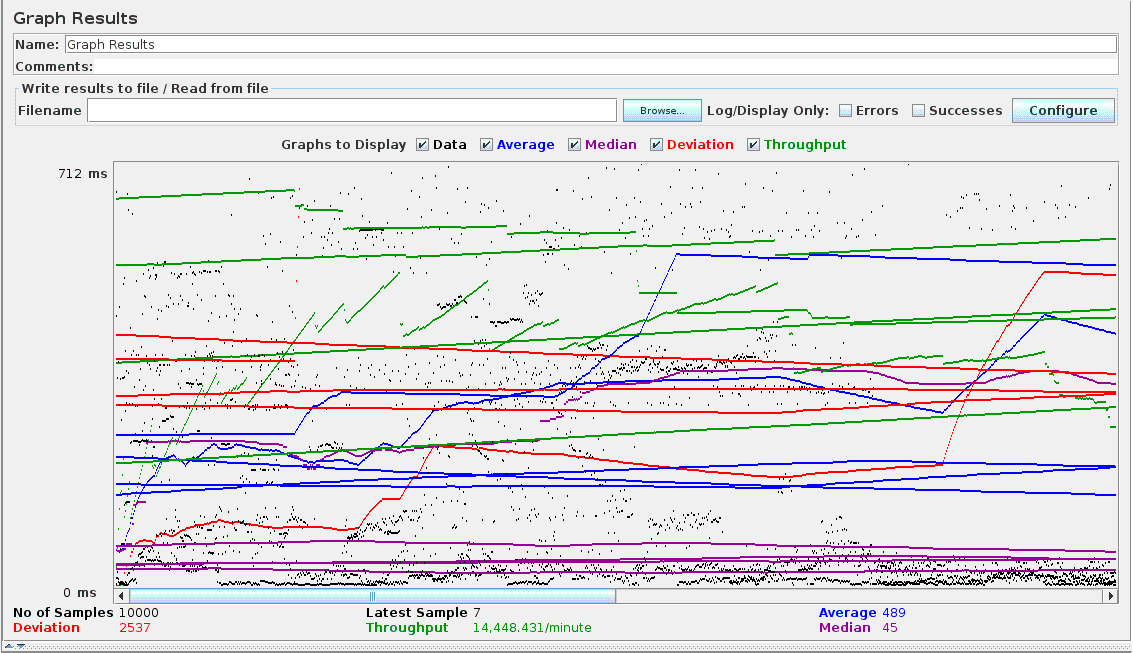 Graph Results
Name: Graph Results
Comments:
Write results to file / Read from file
Filename Browse... Log/Display Only: Errors Successes Configure
Graphs to Display Data Average Median Deviation Throughput
712 ms
0 ms
No of Samples 10000 Latest Sample 7 Average 489
Deviation 2537 Throughput 14,448.431/minute Median 45